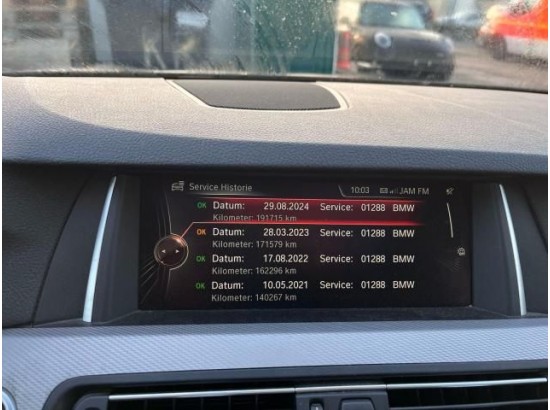 Service Historie 10:03 JAM FM
OK Datum: 29.08.2024 Service: 01288 BMW
Kilometer: 191715 km
OK Datum: 28.03.2023 Service: 01288 BMW
Kilometer: 171579 km
OK Datum: 17.08.2022 Service: 01288 BMW
Kilometer: 162296 km
OK Datum: 10.05.2021 Service: 01288 BMW
Kilometer: 140267 km